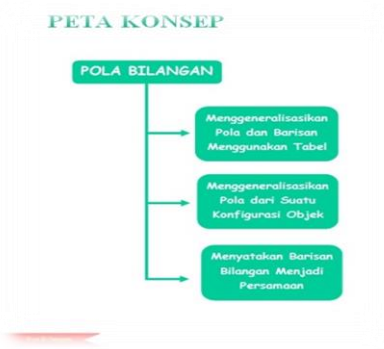 PETA KONSEP
POLA BILANGAN
Menggeneralisasikan
Pola dan Barisan
Menggunakan Tabel
Menggeneralisasikan
Pola dari Suatu
Konfigurasi Objek
Menyatakan Barisan
Bilangan Menjadi
Persamaan